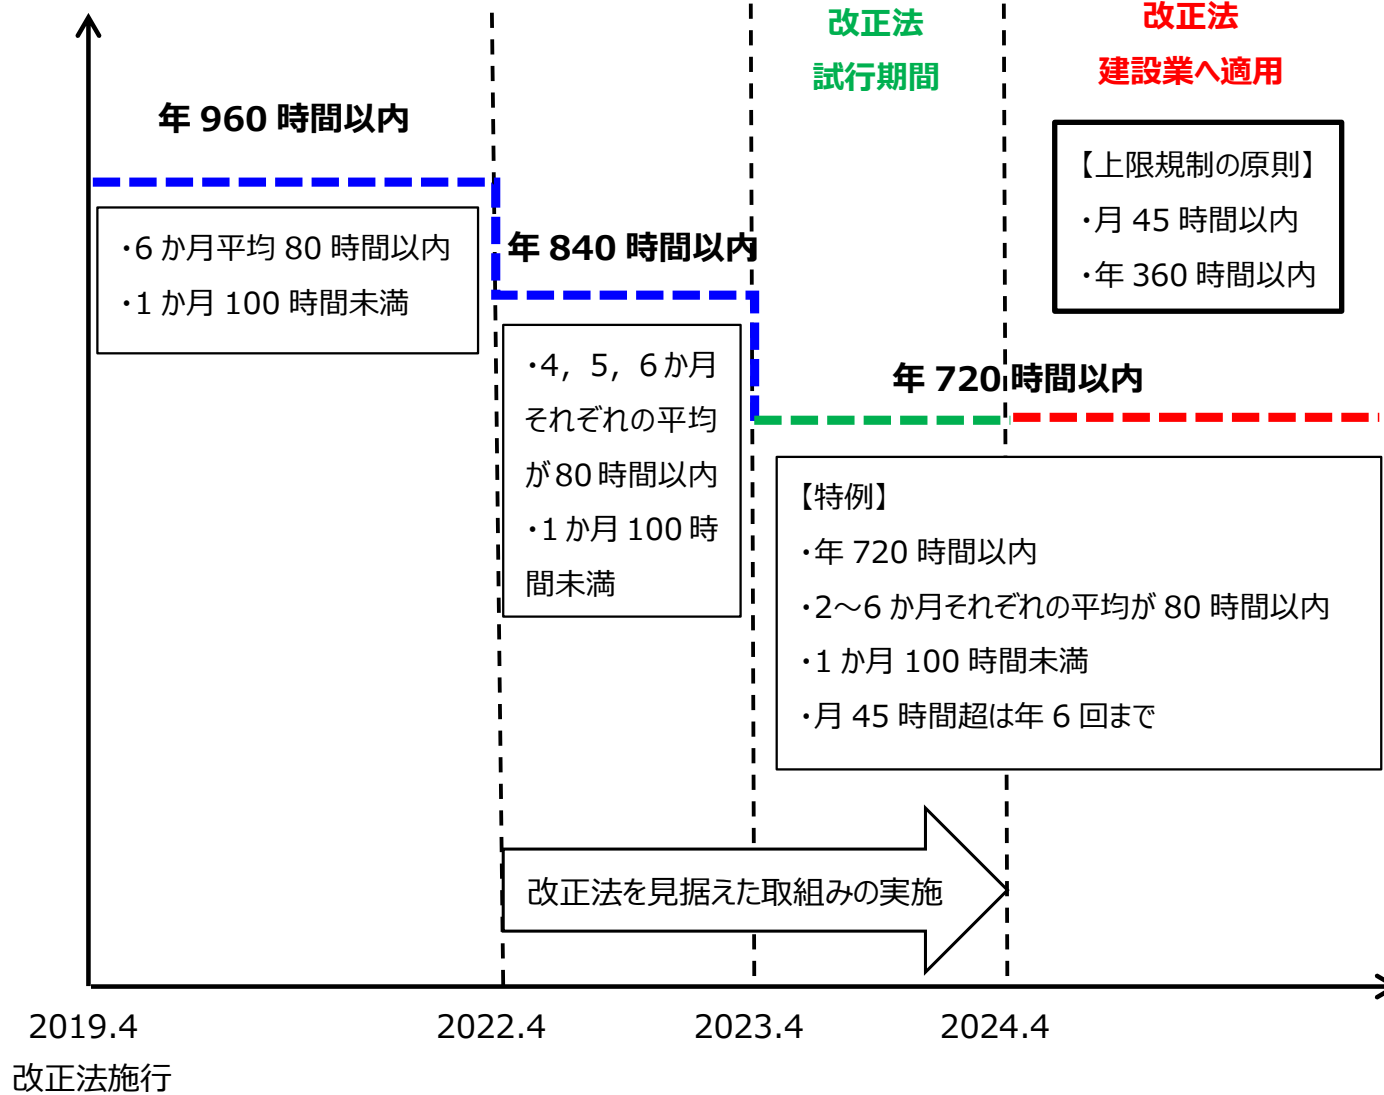 改正法
試行期間
改正法
建設業へ適用
年 960 時間以内
・6 か月平均 80 時間以内
・1 か月 100 時間未満
年 840 時間以内
・4，5，6 か月
それぞれの平均
が 80 時間以内
・1 か月 100 時
間未満
【上限規制の原則】
・月 45 時間以内
・年 360 時間以内
年 720 時間以内
【特例】
・年 720 時間以内
・2～6 か月それぞれの平均が 80 時間以内
・1 か月 100 時間未満
・月 45 時間超は年 6 回まで
改正法を見据えた取組みの実施
2019.4
改正法施行
2022.4
2023.4
2024.4